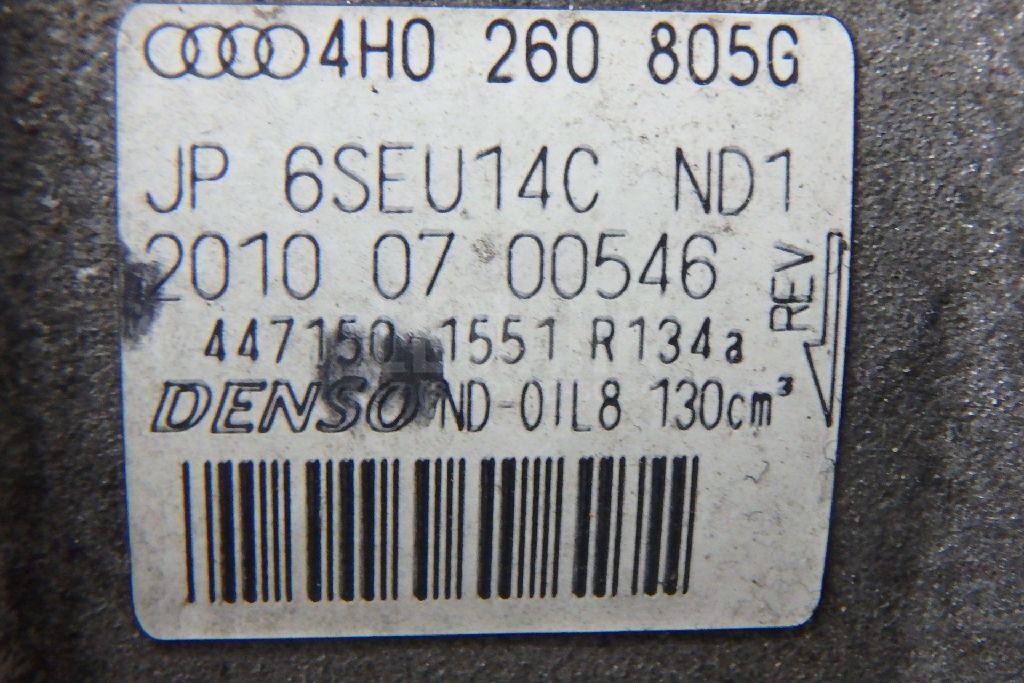 4H0 260 805G
JP 6SEU14C ND1
2010 07 00546
447150-1551 R134a
DENSO ND-OIL8 130cm³
REV